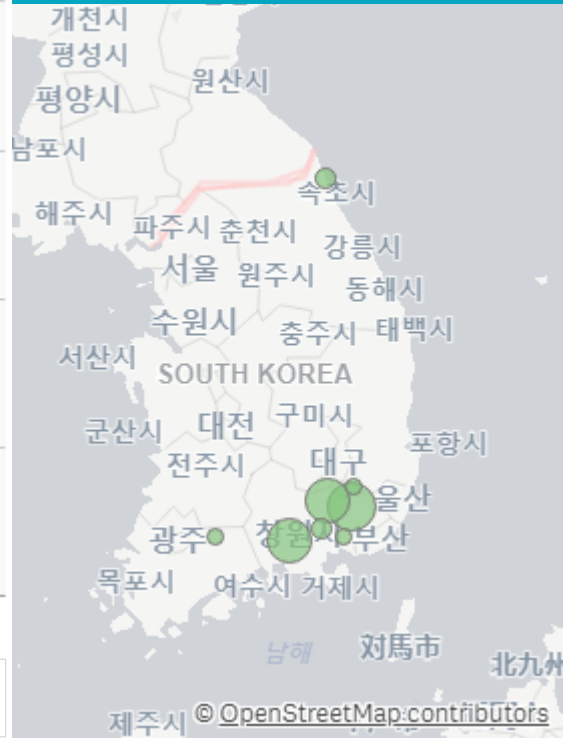 개천시
평성시
원산시
평양시
남포시
속초시
해주시
파주시 춘천시
강릉시
서울 원주시
동해시
수원시
충주시 태백시
서산시
SOUTH KOREA
구미시
군산시 대전
포항시
전주시 대구
울산
광주 창원시 부산
목포시 여수시 거제시
남해 対馬市
北九州
제주시 © OpenStreetMap contributors